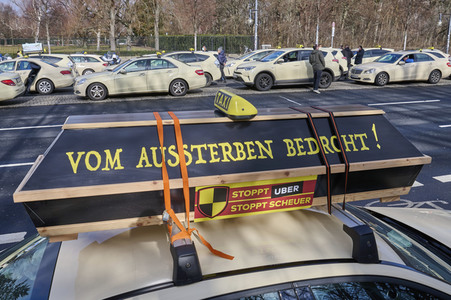 TAXI
VOM AUSSTERBEN BEDROHT!
STOPPT UBER
STOPPT SCHEUER